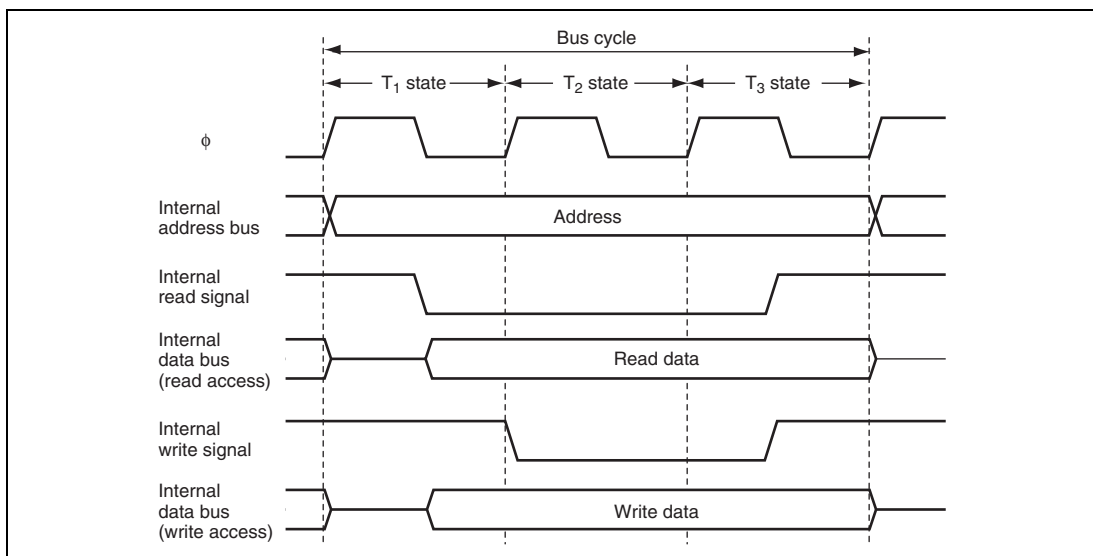 Bus cycle
T₁ state
T₂ state
T₃ state
ϕ
Internal
address bus
Address
Internal
read signal
Internal
data bus
(read access)
Read data
Internal
write signal
Internal
data bus
(write access)
Write data